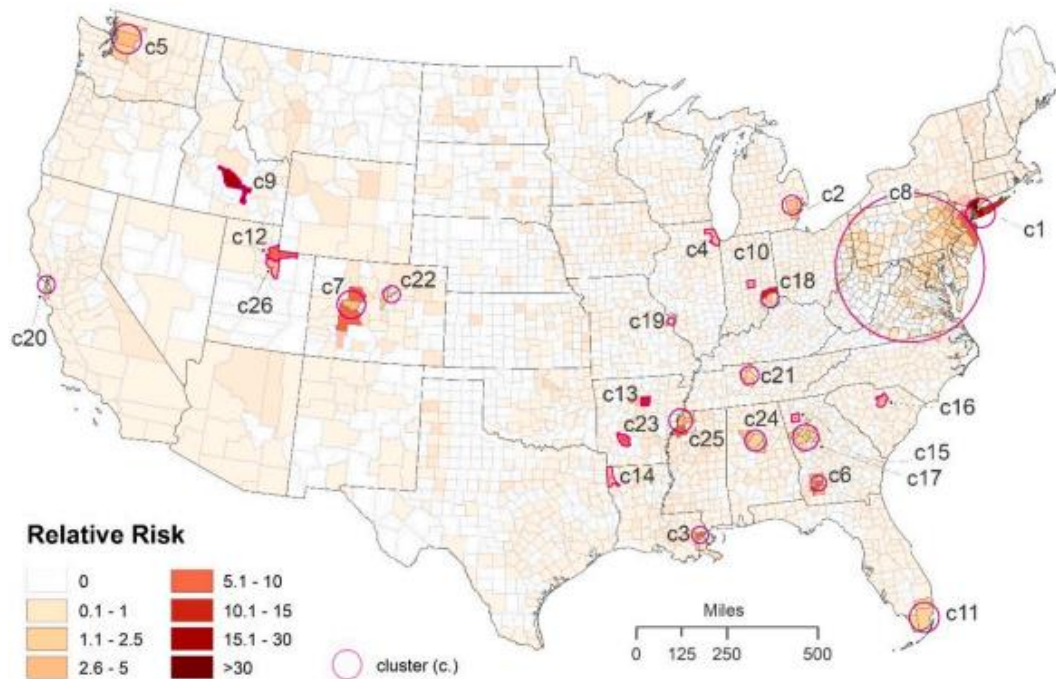 c5
c2
c8
c1
c9
c4
c10
c12
c18
c7
c22
c26
c20
c19
c21
c13
c16
c23
c24
c25
c15
c14
c17
c6
c3
c11
Relative Risk
0
0.1 - 1
1.1 - 2.5
2.6 - 5
5.1 - 10
10.1 - 15
15.1 - 30
>30
cluster (c.)
Miles
0 125 250 500